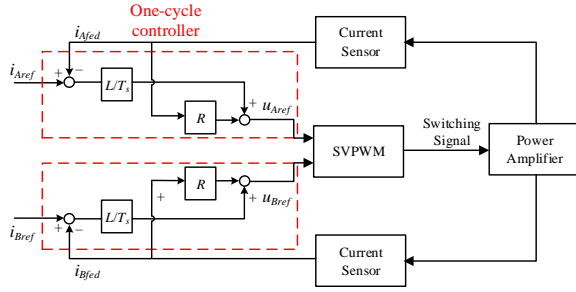 One-cycle
controller
i_Afed
i_Aref
+
−
L/T_s
R
+
+
u_Aref
Current
Sensor
SVPWM
Switching
Signal
Power
Amplifier
i_Bref
+
−
L/T_s
+
R
+
u_Bref
i_Bfed
Current
Sensor